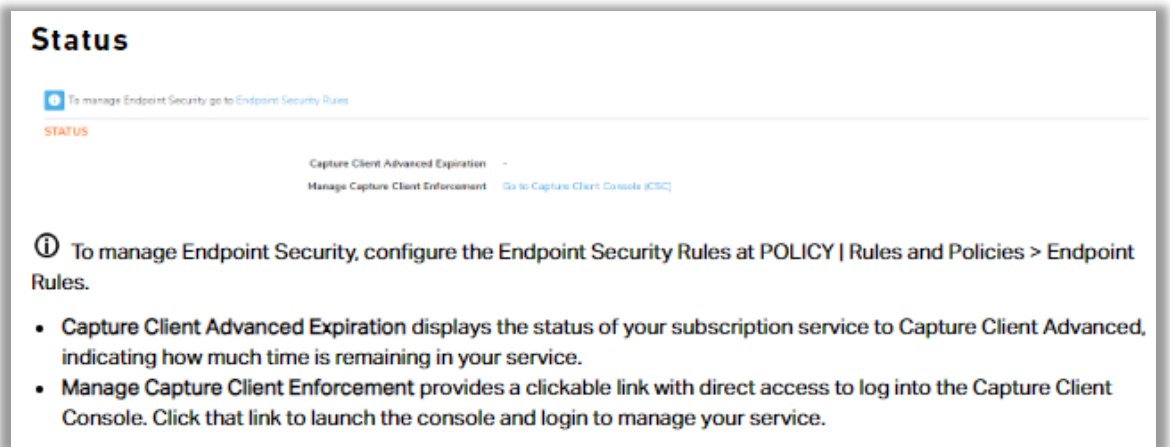 Status
To manage Endpoint Security go to Endpoint Security Rules
STATUS
Capture Client Advanced Expiration -
Manage Capture Client Enforcement Go to Capture Client Console (CSC)
To manage Endpoint Security, configure the Endpoint Security Rules at POLICY | Rules and Policies > Endpoint
Rules.
• Capture Client Advanced Expiration displays the status of your subscription service to Capture Client Advanced,
indicating how much time is remaining in your service.
• Manage Capture Client Enforcement provides a clickable link with direct access to log into the Capture Client
Console. Click that link to launch the console and login to manage your service.